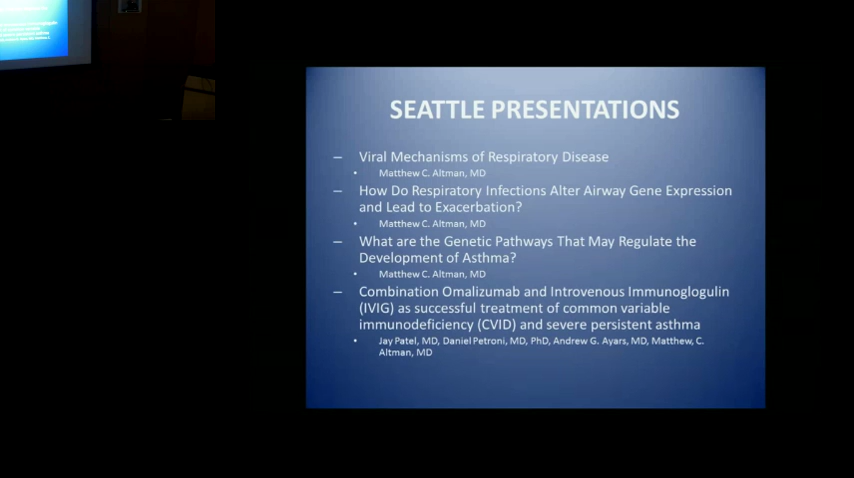 SEATTLE PRESENTATIONS
– Viral Mechanisms of Respiratory Disease
• Matthew C. Altman, MD
– How Do Respiratory Infections Alter Airway Gene Expression
and Lead to Exacerbation?
• Matthew C. Altman, MD
– What are the Genetic Pathways That May Regulate the
Development of Asthma?
• Matthew C. Altman, MD
– Combination Omalizumab and Introvenous Immunoglogulin
(IVIG) as successful treatment of common variable
immunodeficiency (CVID) and severe persistent asthma
• Jay Patel, MD, Daniel Petroni, MD, PhD, Andrew G. Ayars, MD, Matthew, C.
Altman, MD